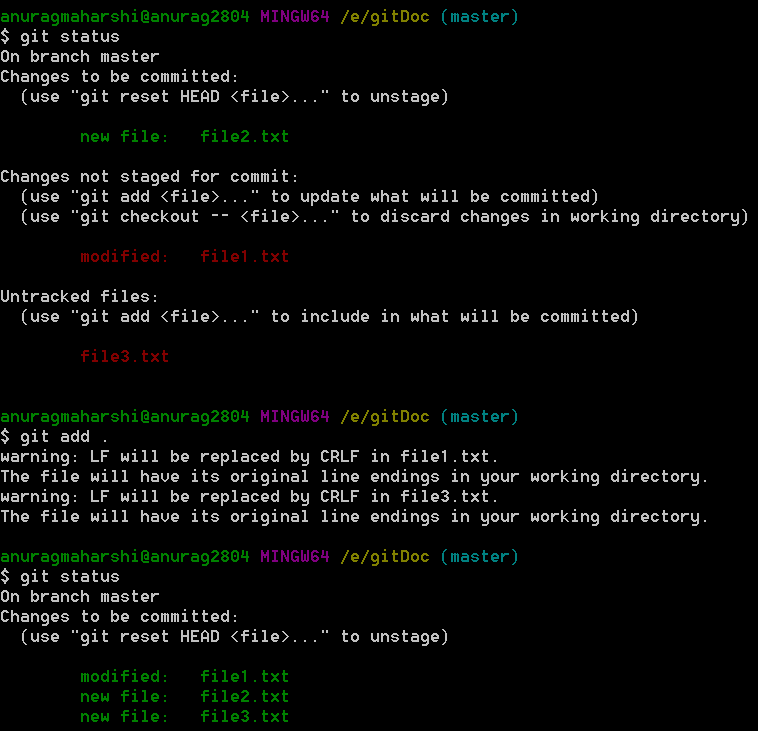 anuragmaharshi@anurag2804 MINGW64 /e/gitDoc (master)
$ git status
On branch master
Changes to be committed:
  (use "git reset HEAD <file>..." to unstage)

        new file:   file2.txt

Changes not staged for commit:
  (use "git add <file>..." to update what will be committed)
  (use "git checkout -- <file>..." to discard changes in working directory)

        modified:   file1.txt

Untracked files:
  (use "git add <file>..." to include in what will be committed)

        file3.txt


anuragmaharshi@anurag2804 MINGW64 /e/gitDoc (master)
$ git add .
warning: LF will be replaced by CRLF in file1.txt.
The file will have its original line endings in your working directory.
warning: LF will be replaced by CRLF in file3.txt.
The file will have its original line endings in your working directory.

anuragmaharshi@anurag2804 MINGW64 /e/gitDoc (master)
$ git status
On branch master
Changes to be committed:
  (use "git reset HEAD <file>..." to unstage)

        modified:   file1.txt
        new file:   file2.txt
        new file:   file3.txt